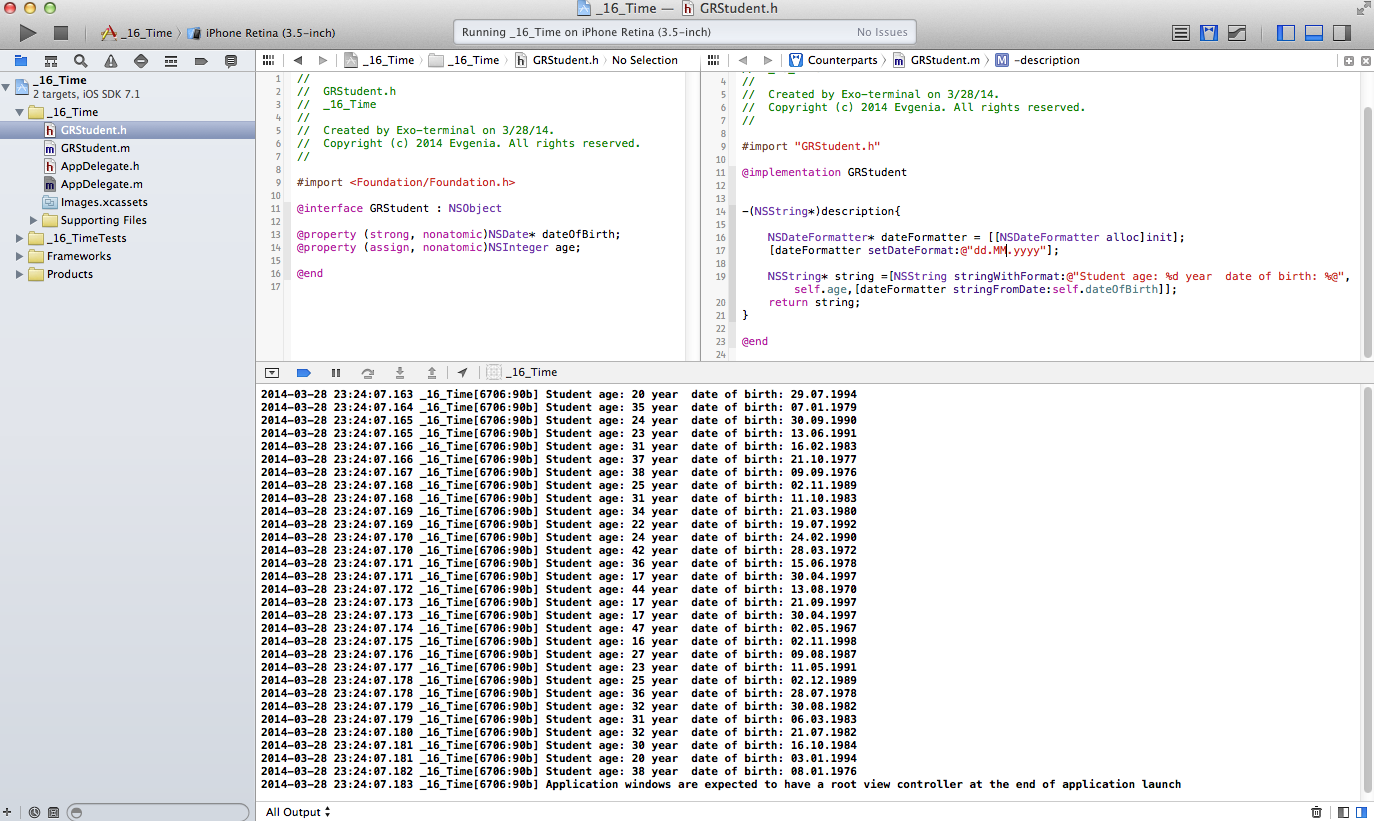 _16_Time — GRStudent.h
_16_Time iPhone Retina (3.5-inch)
Running _16_Time on iPhone Retina (3.5-inch) No Issues
_16_Time
2 targets, iOS SDK 7.1
_16_Time
GRStudent.h
GRStudent.m
AppDelegate.h
AppDelegate.m
Images.xcassets
Supporting Files
_16_TimeTests
Frameworks
Products
_16_Time _16_Time GRStudent.h No Selection
1 //
2 // GRStudent.h
3 // _16_Time
4 //
5 // Created by Exo-terminal on 3/28/14.
6 // Copyright (c) 2014 Evgenia. All rights reserved.
7 //
8
9 #import <Foundation/Foundation.h>
10
11 @interface GRStudent : NSObject
12
13 @property (strong, nonatomic)NSDate* dateOfBirth;
14 @property (assign, nonatomic)NSInteger age;
15
16 @end
17
Counterparts GRStudent.m -description
4 //
5 // Created by Exo-terminal on 3/28/14.
6 // Copyright (c) 2014 Evgenia. All rights reserved.
7 //
8
9 #import "GRStudent.h"
10
11 @implementation GRStudent
12
13
14 -(NSString*)description{
15
16 NSDateFormatter* dateFormatter = [[NSDateFormatter alloc]init];
17 [dateFormatter setDateFormat:@"dd.MM.yyyy"];
18
19 NSString* string =[NSString stringWithFormat:@"Student age: %d year  date of birth: %@",
self.age,[dateFormatter stringFromDate:self.dateOfBirth]];
20 return string;
21 }
22
23 @end
24
_16_Time
2014-03-28 23:24:07.163 _16_Time[6706:90b] Student age: 20 year  date of birth: 29.07.1994
2014-03-28 23:24:07.164 _16_Time[6706:90b] Student age: 35 year  date of birth: 07.01.1979
2014-03-28 23:24:07.165 _16_Time[6706:90b] Student age: 24 year  date of birth: 30.09.1990
2014-03-28 23:24:07.165 _16_Time[6706:90b] Student age: 23 year  date of birth: 13.06.1991
2014-03-28 23:24:07.166 _16_Time[6706:90b] Student age: 31 year  date of birth: 16.02.1983
2014-03-28 23:24:07.166 _16_Time[6706:90b] Student age: 37 year  date of birth: 21.10.1977
2014-03-28 23:24:07.167 _16_Time[6706:90b] Student age: 38 year  date of birth: 09.09.1976
2014-03-28 23:24:07.168 _16_Time[6706:90b] Student age: 25 year  date of birth: 02.11.1989
2014-03-28 23:24:07.168 _16_Time[6706:90b] Student age: 31 year  date of birth: 11.10.1983
2014-03-28 23:24:07.169 _16_Time[6706:90b] Student age: 34 year  date of birth: 21.03.1980
2014-03-28 23:24:07.169 _16_Time[6706:90b] Student age: 22 year  date of birth: 19.07.1992
2014-03-28 23:24:07.170 _16_Time[6706:90b] Student age: 24 year  date of birth: 24.02.1990
2014-03-28 23:24:07.170 _16_Time[6706:90b] Student age: 42 year  date of birth: 28.03.1972
2014-03-28 23:24:07.171 _16_Time[6706:90b] Student age: 36 year  date of birth: 15.06.1978
2014-03-28 23:24:07.171 _16_Time[6706:90b] Student age: 17 year  date of birth: 30.04.1997
2014-03-28 23:24:07.172 _16_Time[6706:90b] Student age: 44 year  date of birth: 13.08.1970
2014-03-28 23:24:07.173 _16_Time[6706:90b] Student age: 17 year  date of birth: 21.09.1997
2014-03-28 23:24:07.173 _16_Time[6706:90b] Student age: 17 year  date of birth: 30.04.1997
2014-03-28 23:24:07.174 _16_Time[6706:90b] Student age: 47 year  date of birth: 02.05.1967
2014-03-28 23:24:07.175 _16_Time[6706:90b] Student age: 16 year  date of birth: 02.11.1998
2014-03-28 23:24:07.176 _16_Time[6706:90b] Student age: 27 year  date of birth: 09.08.1987
2014-03-28 23:24:07.177 _16_Time[6706:90b] Student age: 23 year  date of birth: 11.05.1991
2014-03-28 23:24:07.178 _16_Time[6706:90b] Student age: 25 year  date of birth: 02.12.1989
2014-03-28 23:24:07.178 _16_Time[6706:90b] Student age: 36 year  date of birth: 28.07.1978
2014-03-28 23:24:07.179 _16_Time[6706:90b] Student age: 32 year  date of birth: 30.08.1982
2014-03-28 23:24:07.179 _16_Time[6706:90b] Student age: 31 year  date of birth: 06.03.1983
2014-03-28 23:24:07.180 _16_Time[6706:90b] Student age: 32 year  date of birth: 21.07.1982
2014-03-28 23:24:07.181 _16_Time[6706:90b] Student age: 30 year  date of birth: 16.10.1984
2014-03-28 23:24:07.181 _16_Time[6706:90b] Student age: 20 year  date of birth: 03.01.1994
2014-03-28 23:24:07.182 _16_Time[6706:90b] Student age: 38 year  date of birth: 08.01.1976
2014-03-28 23:24:07.183 _16_Time[6706:90b] Application windows are expected to have a root view controller at the end of application launch
All Output